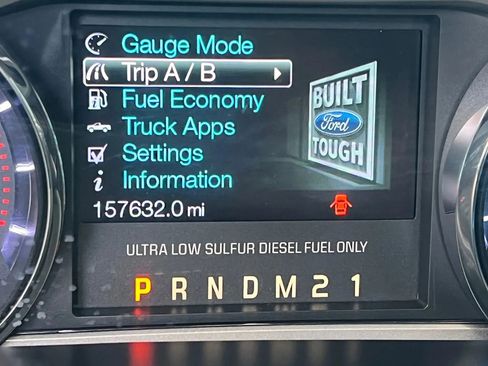 Gauge Mode
Trip A / B
Fuel Economy
Truck Apps
Settings
Information
BUILT
Ford
TOUGH
157632.0 mi
ULTRA LOW SULFUR DIESEL FUEL ONLY
P R N D M 2 1